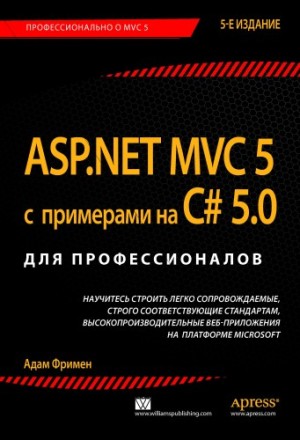 ПРОФЕССИОНАЛЬНО О MVC 5
5-Е ИЗДАНИЕ
ASP.NET MVC 5
с примерами на C# 5.0
ДЛЯ ПРОФЕССИОНАЛОВ
НАУЧИТЕСЬ СТРОИТЬ ЛЕГКО СОПРОВОЖДАЕМЫЕ,
СТРОГО СООТВЕТСТВУЮЩИЕ СТАНДАРТАМ,
ВЫСОКОПРОИЗВОДИТЕЛЬНЫЕ ВЕБ-ПРИЛОЖЕНИЯ
НА ПЛАТФОРМЕ MICROSOFT
Адам Фримен
www.williamspublishing.com
Apress®
www.apress.com